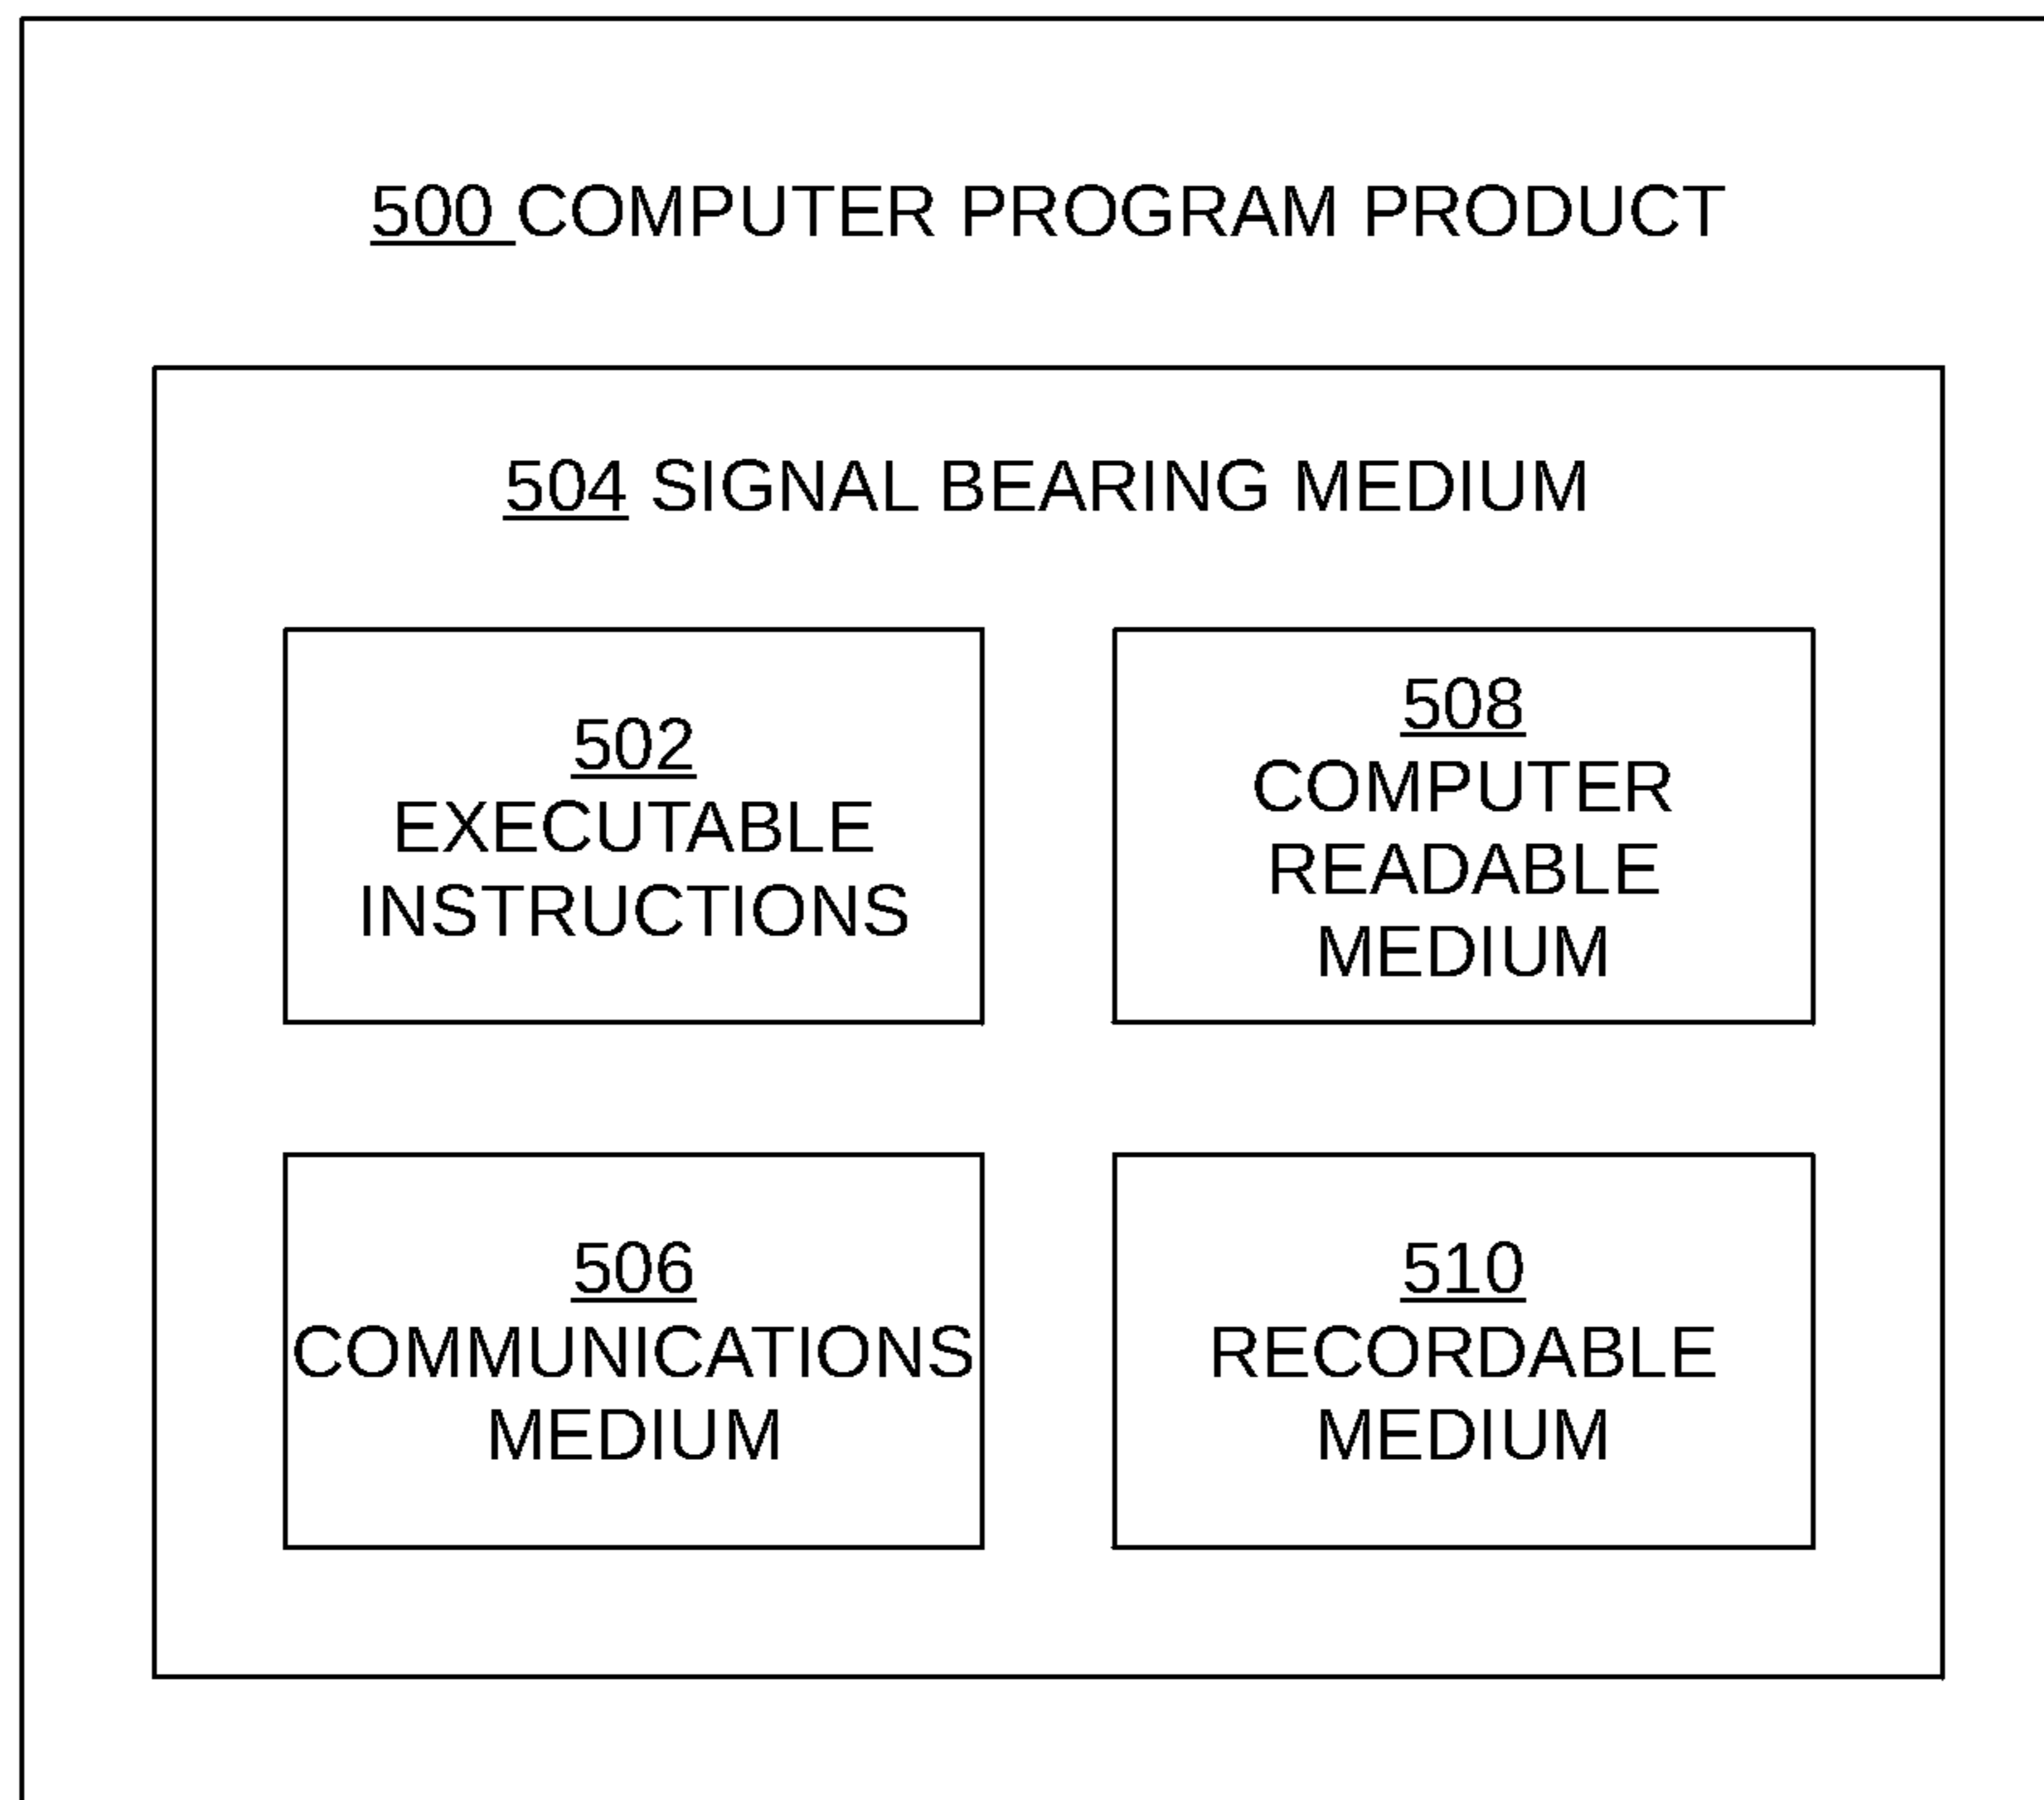 500 COMPUTER PROGRAM PRODUCT
504 SIGNAL BEARING MEDIUM
502
EXECUTABLE
INSTRUCTIONS
508
COMPUTER
READABLE
MEDIUM
506
COMMUNICATIONS
MEDIUM
510
RECORDABLE
MEDIUM